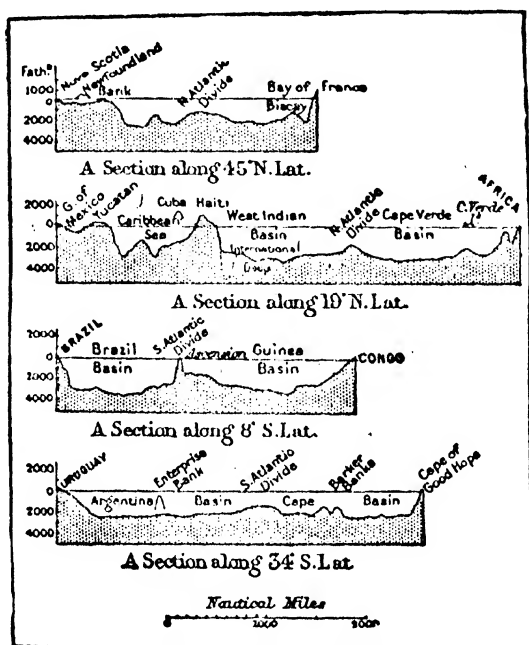 Fath.s
Nova Scotia
Newfoundland
Bank
N. Atlantic
Divide
Bay of
Biscay
France
1000
0
2000
4000
A Section along 45°N. Lat.
G. of
Mexico
Yucatan
Caribbean
Sea
Cuba
Haiti
West Indian
Basin
International
Deep
N. Atlantic
Divide
Cape Verde
Basin
C. Verde
Is
AFRICA
2000
0
2000
4000
A Section along 19° N. Lat.
BRAZIL
Brazil
Basin
S. Atlantic
Divide
Ascension
Guinea
Basin
CONGO
2000
0
2000
4000
A Section along 8° S. Lat.
URUGUAY
Argentina
Enterprise
Bank
Basin
S. Atlantic
Divide
Cape
Barker
Banks
Basin
Cape of
Good Hope
2000
0
2000
4000
A Section along 34° S. Lat
Nautical Miles
0 1000 2000